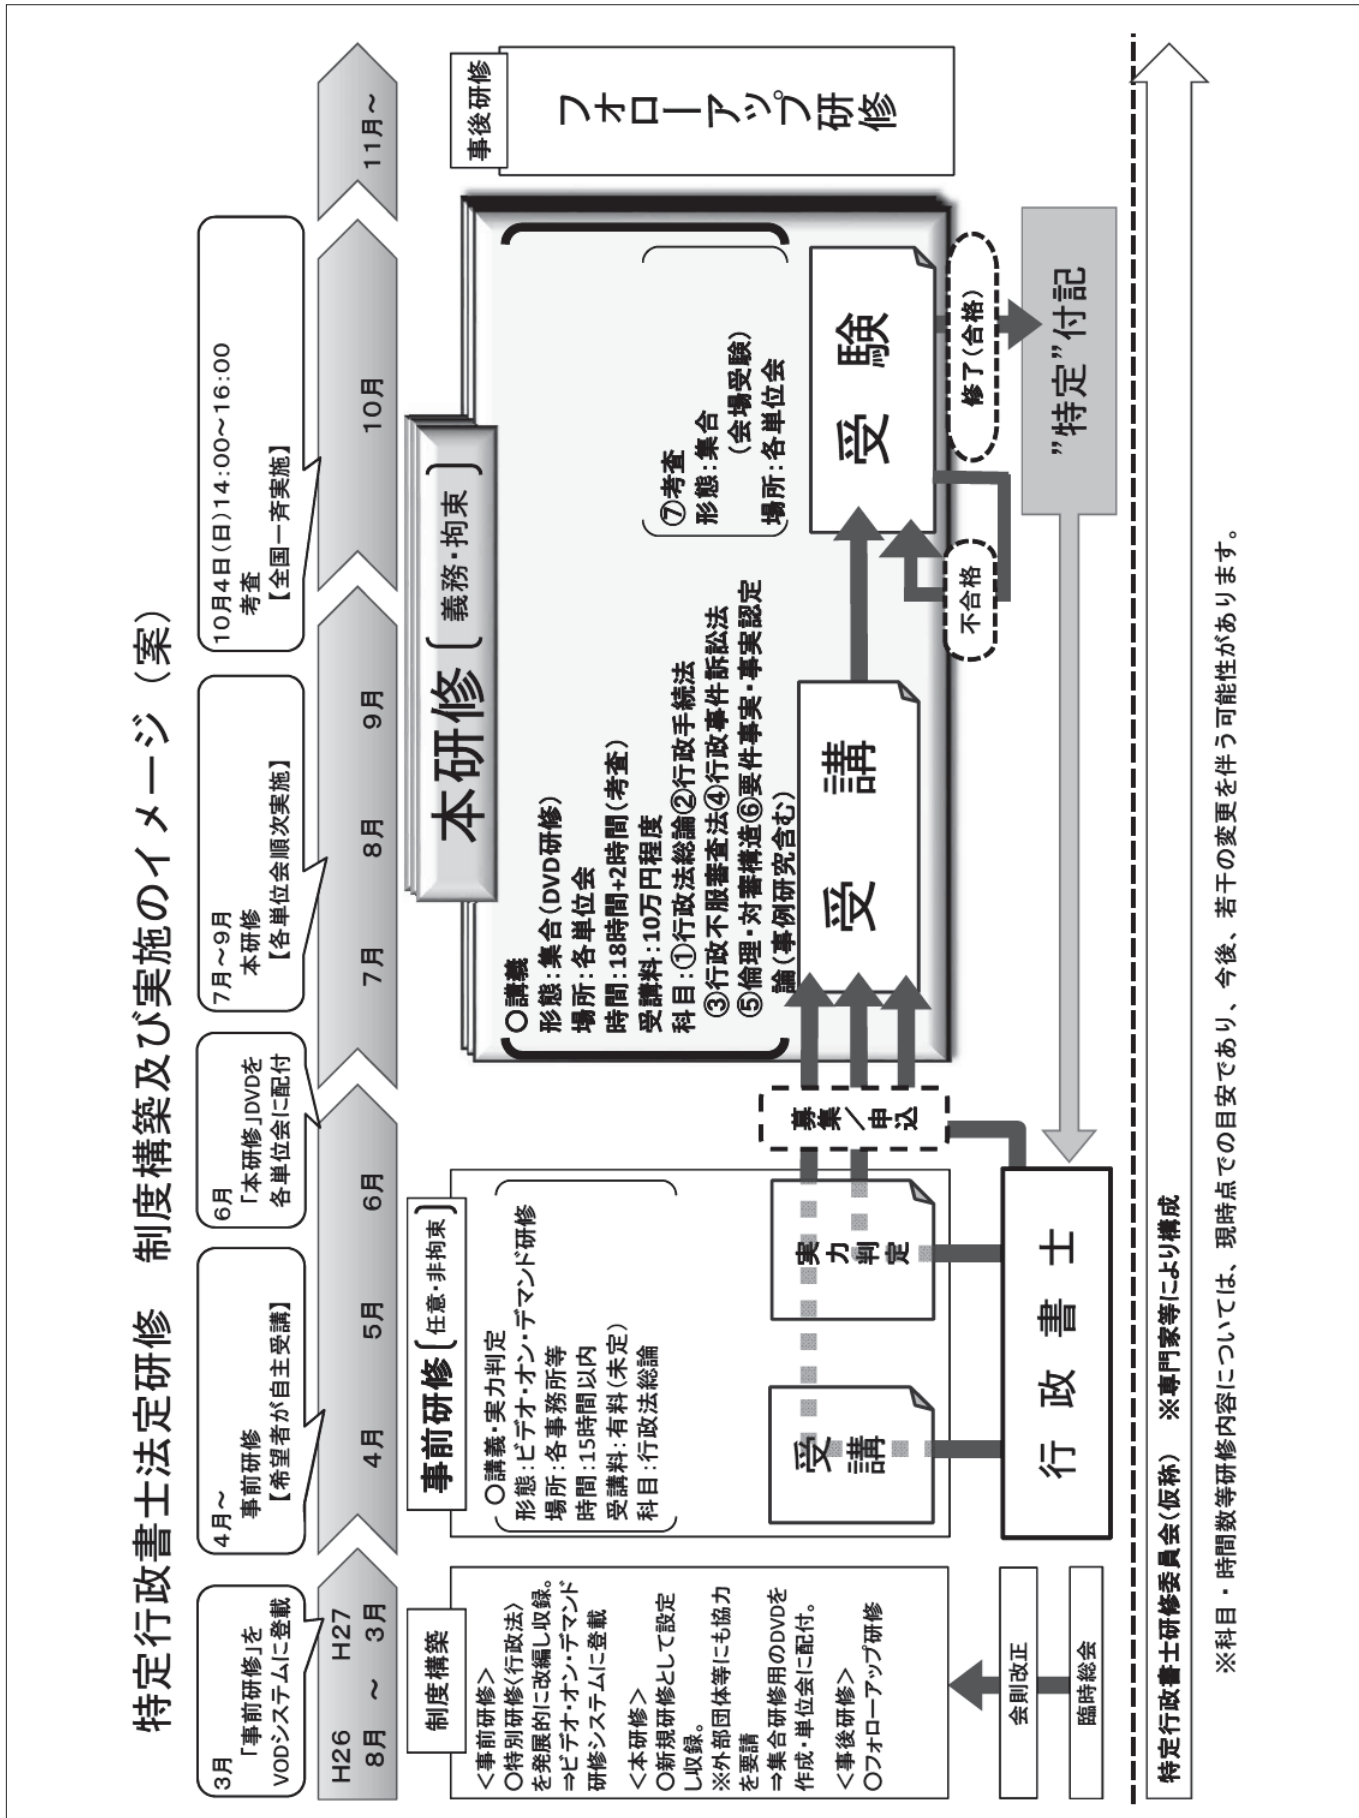 特定行政書士法定研修　制度構築及び実施のイメージ（案）
3月
「事前研修」を
VODシステムに登載
4月～
事前研修
【希望者が自主受講】
6月
「本研修」DVDを
各単位会に配付
7月～9月
本研修
【各単位会順次実施】
10月4日(日)14:00～16:00
考査
【全国一斉実施】
H26 H27
8月 ～ 3月
4月 5月 6月
7月 8月 9月
10月
11月～
制度構築
＜事前研修＞
○特別研修〈行政法〉
を発展的に改編し収録。
⇒ビデオ・オン・デマンド
研修システムに登載
＜本研修＞
○新規研修として設定
し収録。
※外部団体等にも協力
を要請
⇒集合研修用のDVDを
作成・単位会に配付。
＜事後研修＞
○フォローアップ研修
会則改正
臨時総会
事前研修〔任意・非拘束〕
○講義・実力判定
形態：ビデオ・オン・デマンド研修
場所：各事務所等
時間：15時間以内
受講料：有料(未定)
科目：行政法総論
受講
実力
判定
行政書士
募集／申込
本研修〔義務・拘束〕
○講義
形態：集合(DVD研修)
場所：各単位会
時間：18時間+2時間(考査)
受講料：10万円程度
科目：①行政法総論②行政手続法
③行政不服審査法④行政事件訴訟法
⑤倫理・対審構造⑥要件事実・事実認定
論(事例研究含む)
⑦考査
形態：集合
(会場受験)
場所：各単位会
受講
受験
不合格
修了(合格)
”特定”付記
事後研修
フォローアップ研修
特定行政書士研修委員会(仮称)　※専門家等により構成
※科目・時間数等研修内容については、現時点での目安であり、今後、若干の変更を伴う可能性があります。